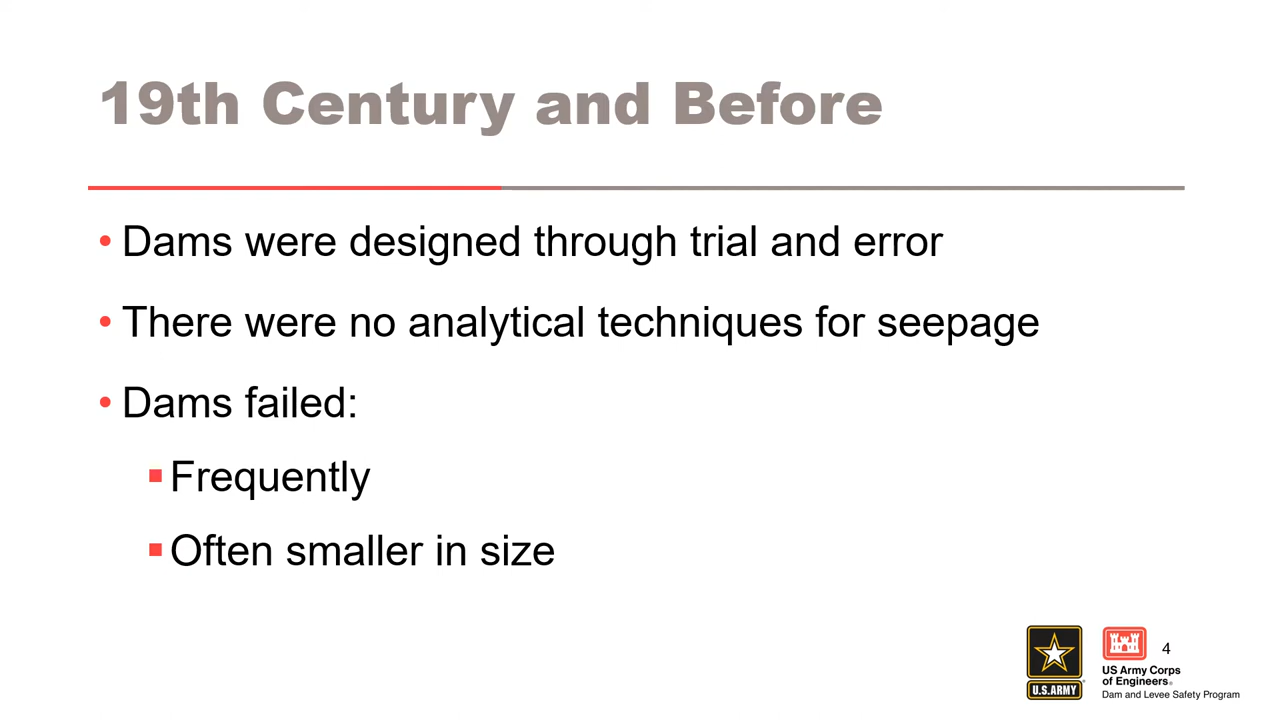 19th Century and Before
• Dams were designed through trial and error
• There were no analytical techniques for seepage
• Dams failed:
▪ Frequently
▪ Often smaller in size
U.S.ARMY
US Army Corps
of Engineers®
Dam and Levee Safety Program
4